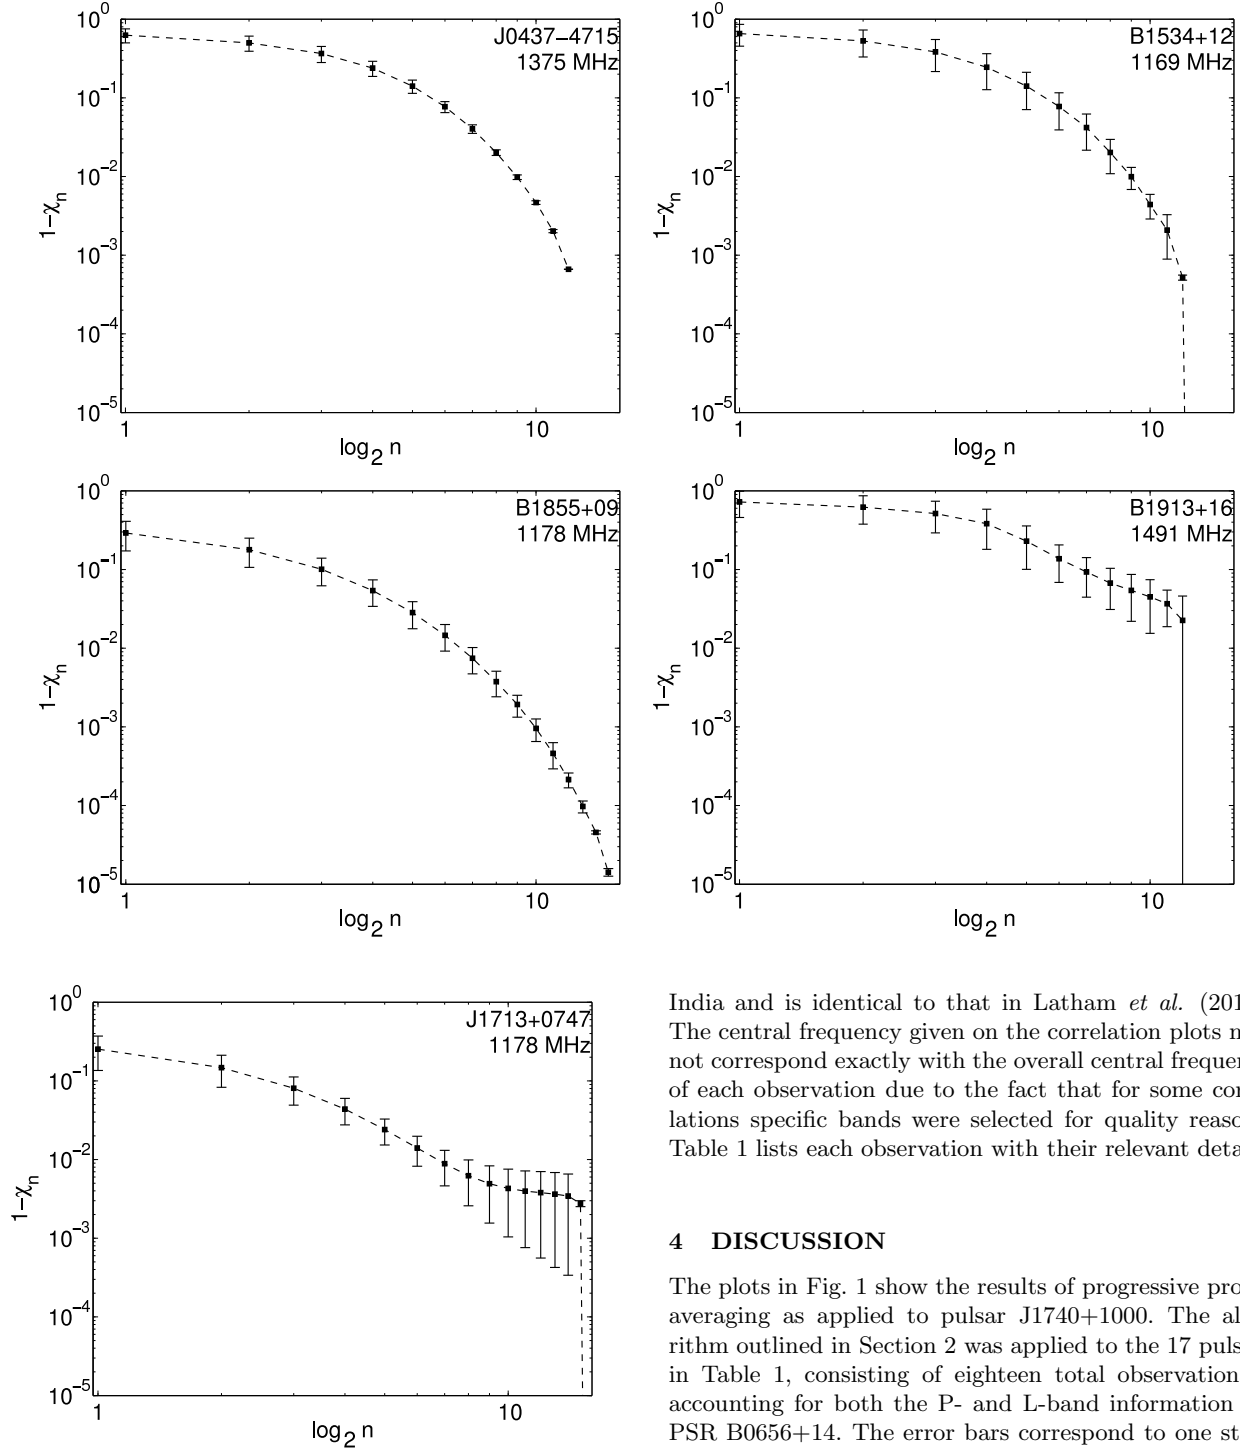 10^0
10^-1
10^-2
10^-3
10^-4
10^-5
1-χ_n
J0437-4715
1375 MHz
1 10
log_2 n
10^0
10^-1
10^-2
10^-3
10^-4
10^-5
1-χ_n
B1534+12
1169 MHz
1 10
log_2 n
10^0
10^-1
10^-2
10^-3
10^-4
10^-5
1-χ_n
B1855+09
1178 MHz
1 10
log_2 n
10^0
10^-1
10^-2
10^-3
10^-4
10^-5
1-χ_n
B1913+16
1491 MHz
1 10
log_2 n
10^0
10^-1
10^-2
10^-3
10^-4
10^-5
1-χ_n
J1713+0747
1178 MHz
1 10
log_2 n
India and is identical to that in Latham et al. (201
The central frequency given on the correlation plots
not correspond exactly with the overall central
of each observation due to the fact that for some
lations specific bands were selected for quality
Table 1 lists each observation with their relevant
4 DISCUSSION
The plots in Fig. 1 show the results of progressive
averaging as applied to pulsar J1740+1000. The
rithm outlined in Section 2 was applied to the 17
in Table 1, consisting of eighteen total observation
accounting for both the P- and L-band information
PSR B0656+14. The error bars correspond to one